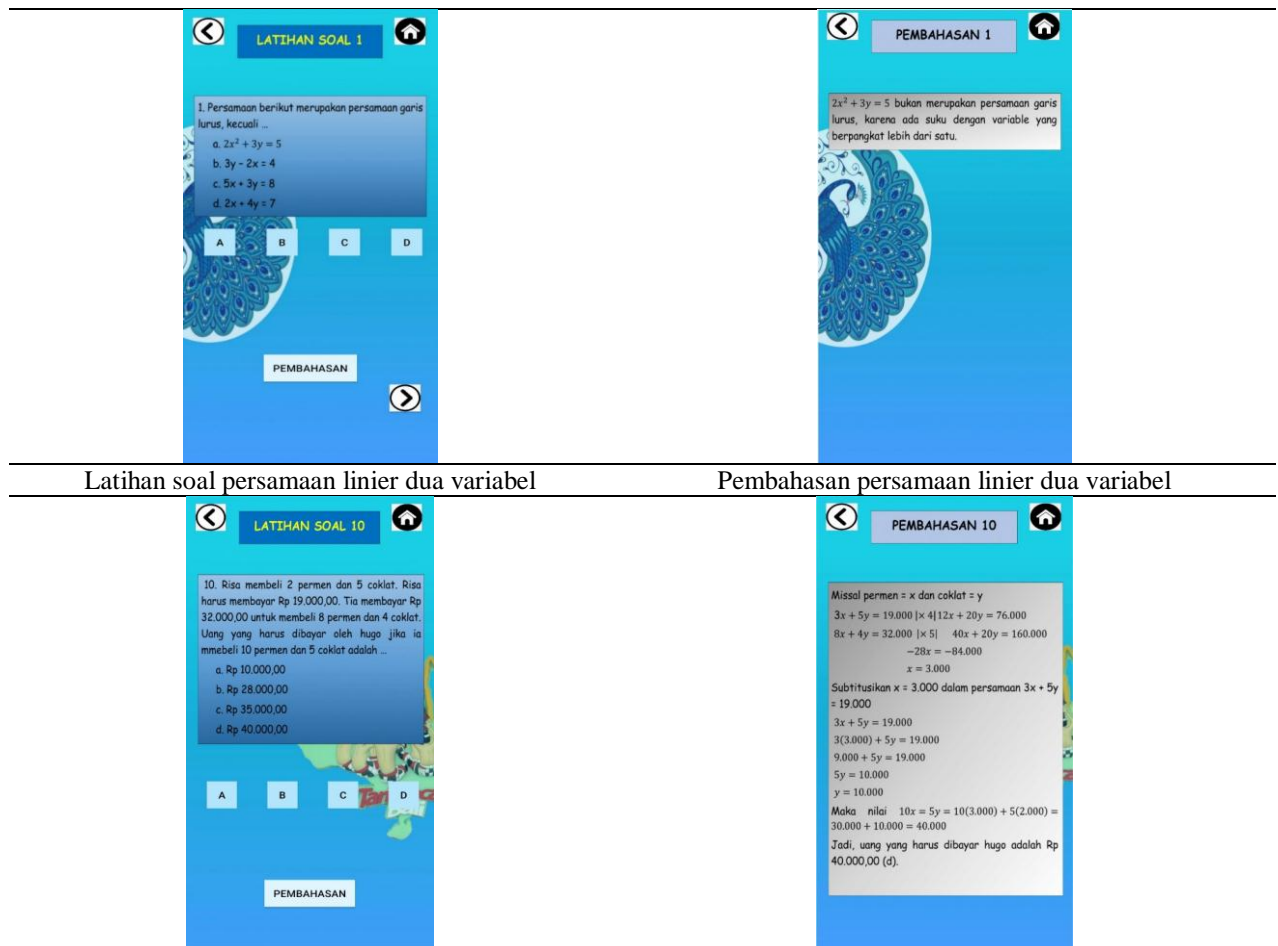 LATIHAN SOAL 1
1. Persamaan berikut merupakan persamaan garis
lurus, kecuali ...
a. 2x² + 3y = 5
b. 3y – 2x = 4
c. 5x + 3y = 8
d. 2x + 4y = 7
A B C D
PEMBAHASAN
PEMBAHASAN 1
2x² + 3y = 5 bukan merupakan persamaan garis
lurus, karena ada suku dengan variable yang
berpangkat lebih dari satu.
Latihan soal persamaan linier dua variabel
Pembahasan persamaan linier dua variabel
LATIHAN SOAL 10
10. Risa membeli 2 permen dan 5 coklat. Risa
harus membayar Rp 19.000,00. Tia membayar Rp
32.000,00 untuk membeli 8 permen dan 4 coklat.
Uang yang harus dibayar oleh hugo jika ia
mmebeli 10 permen dan 5 coklat adalah ...
a. Rp 10.000,00
b. Rp 28.000,00
c. Rp 35.000,00
d. Rp 40.000,00
A B C D
PEMBAHASAN
PEMBAHASAN 10
Missal permen = x dan coklat = y
3x + 5y = 19.000 |× 4|12x + 20y = 76.000
8x + 4y = 32.000 |× 5| 40x + 20y = 160.000
−28x = −84.000
x = 3.000
Subtitusikan x = 3.000 dalam persamaan 3x + 5y
= 19.000
3x + 5y = 19.000
3(3.000) + 5y = 19.000
9.000 + 5y = 19.000
5y = 10.000
y = 10.000
Maka nilai 10x = 5y = 10(3.000) + 5(2.000) =
30.000 + 10.000 = 40.000
Jadi, uang yang harus dibayar hugo adalah Rp
40.000,00 (d).